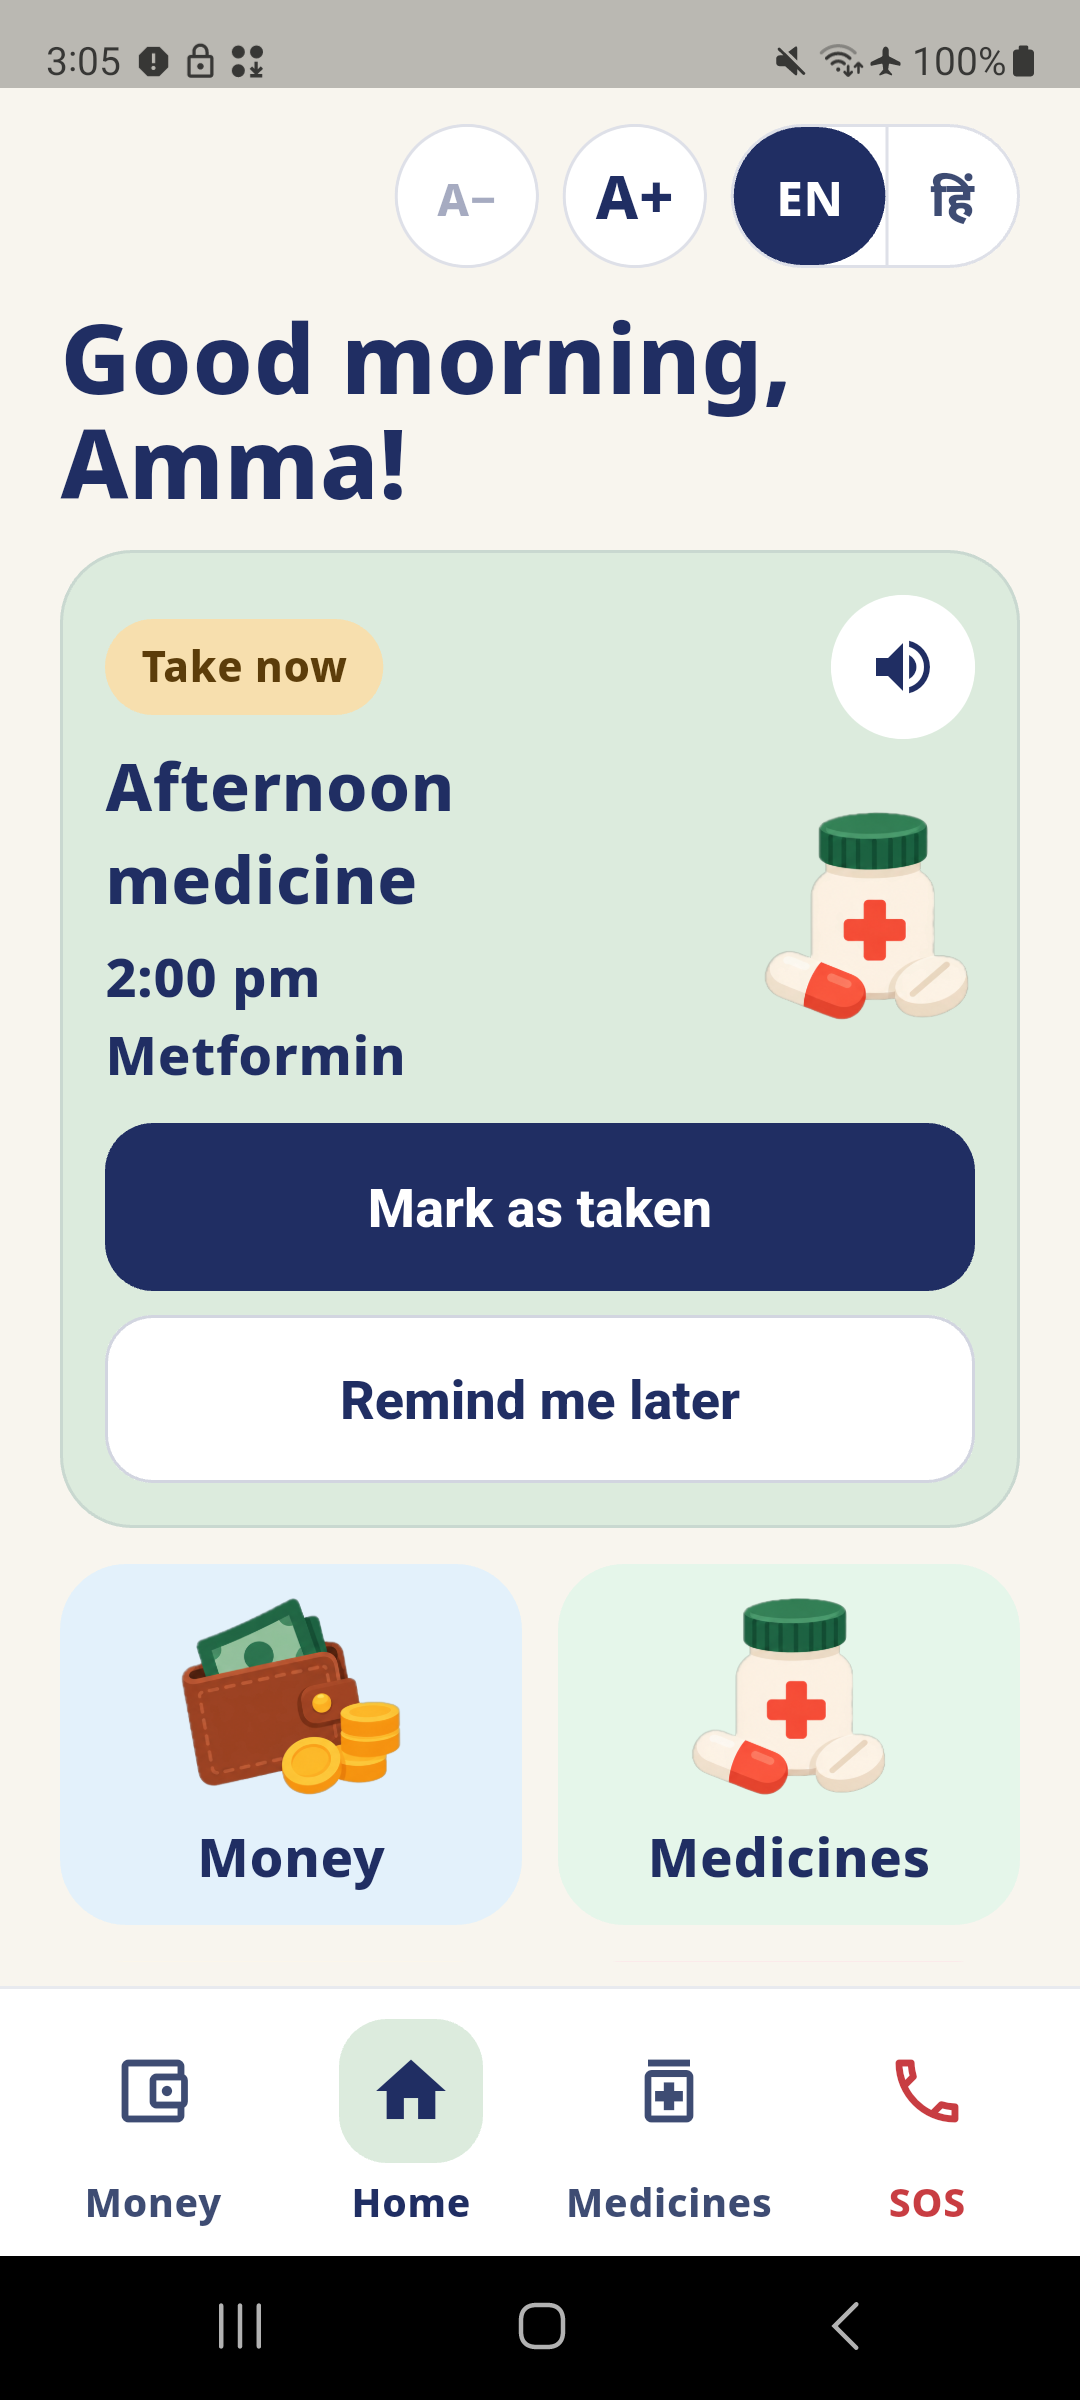 3:05
100%
A−
A+
EN
हिं
Good morning,
Amma!
Take now
Afternoon
medicine
2:00 pm
Metformin
Mark as taken
Remind me later
Money
Medicines
Money
Home
Medicines
SOS